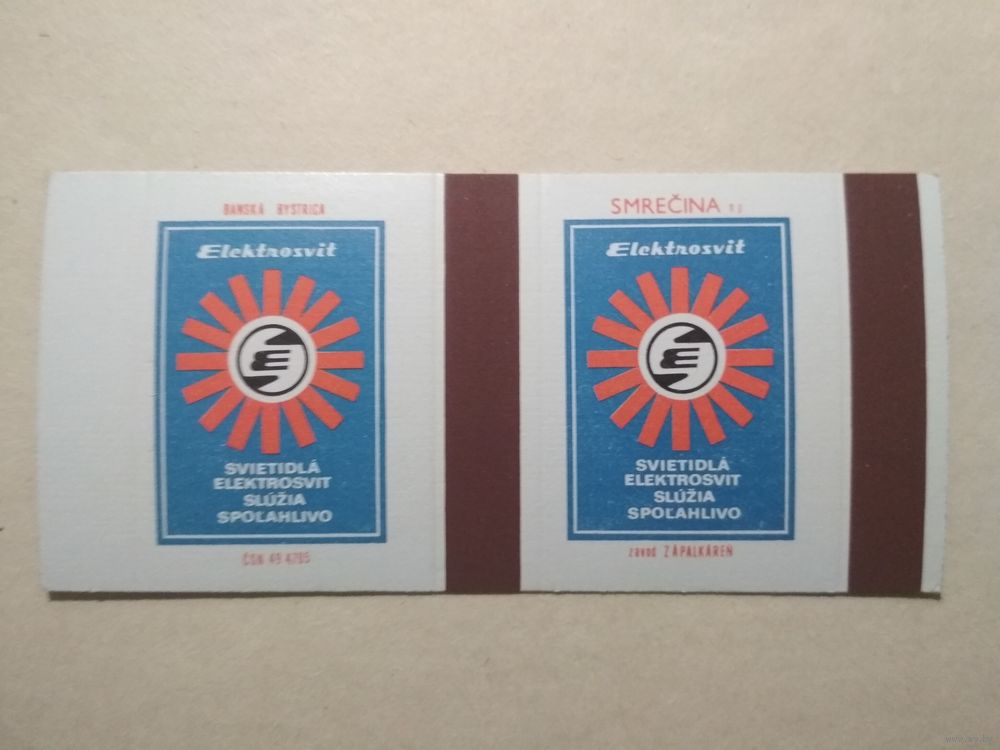 BANSKÁ BYSTRICA
Elektrosvit
SVIETIDLÁ
ELEKTROSVIT
SLÚŽIA
SPOĽAHLIVO
ČSN 49 4705
SMREČINA n.p.
Elektrosvit
SVIETIDLÁ
ELEKTROSVIT
SLÚŽIA
SPOĽAHLIVO
závod ZÁPALKÁREŇ